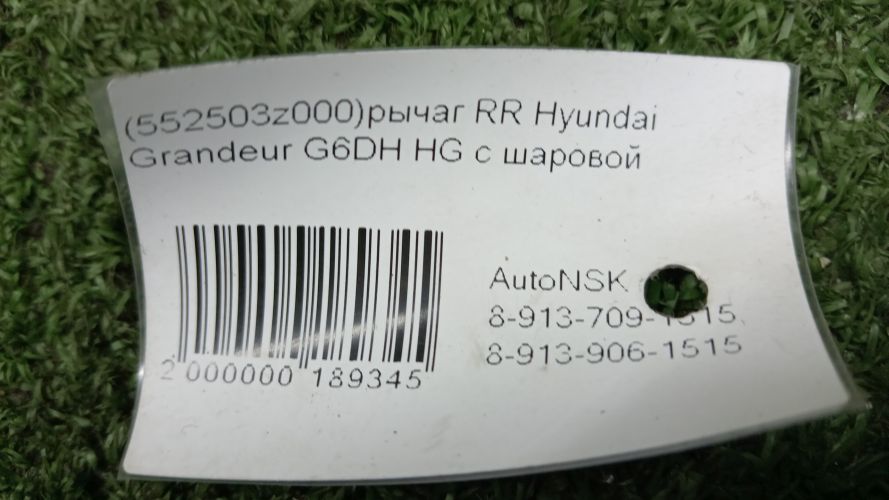 (552503z000)рычаг RR Hyundai
Grandeur G6DH HG с шаровой
AutoNSK
8-913-709-1515
8-913-906-1515
2 000000 189345